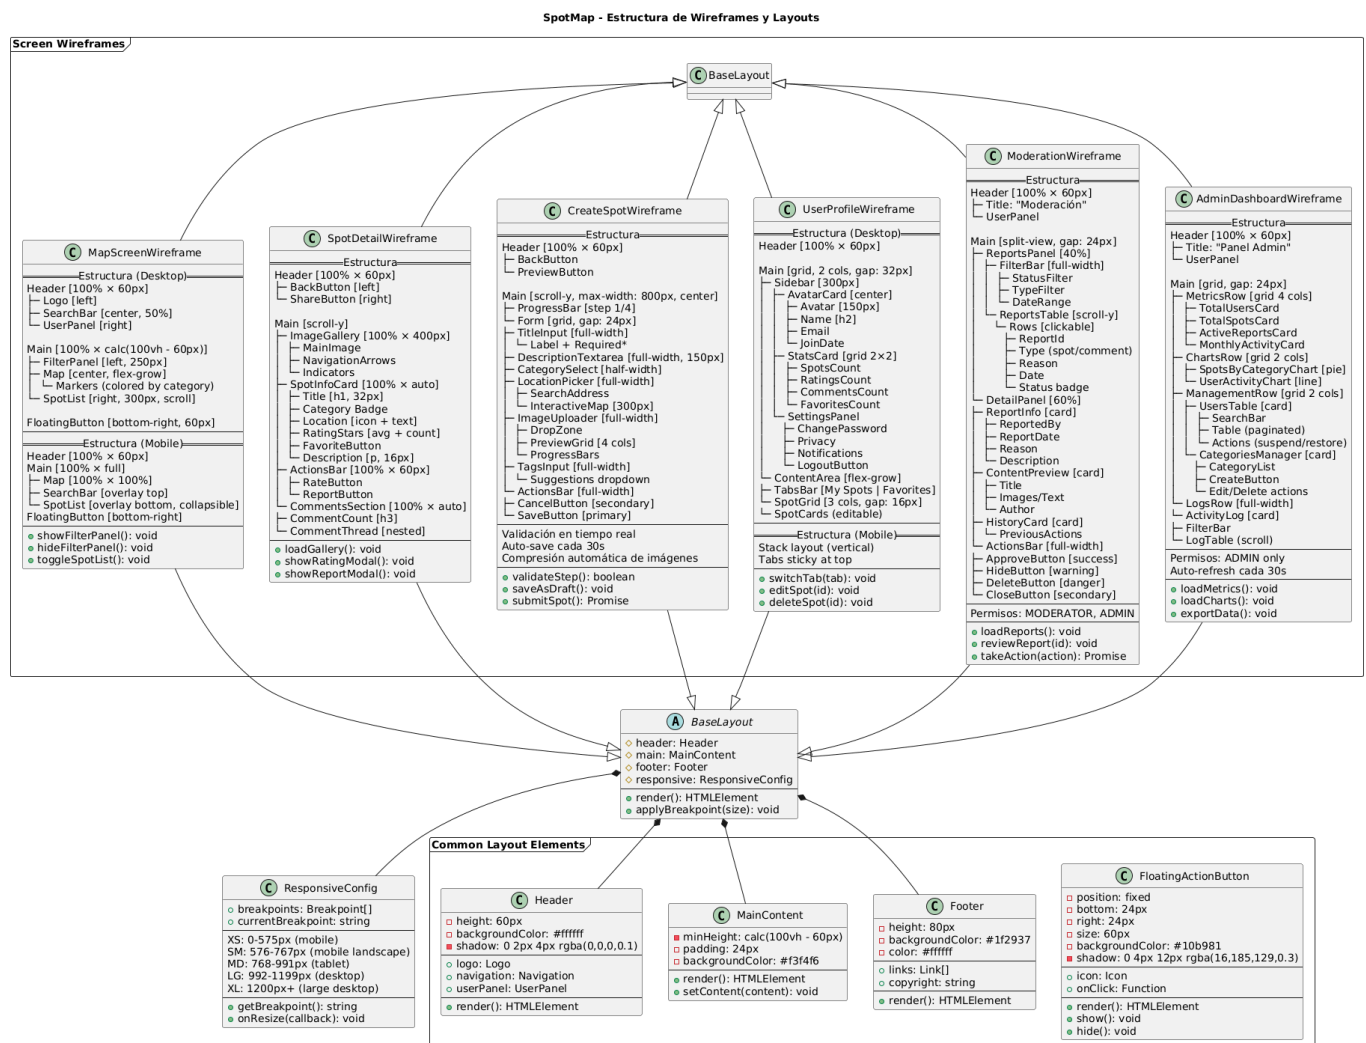 SpotMap - Estructura de Wireframes y Layouts
Screen Wireframes
C BaseLayout
C MapScreenWireframe
Estructura (Desktop)
Header [100% × 60px]
├─ Logo [left]
├─ SearchBar [center, 50%]
└─ UserPanel [right]
Main [100% × calc(100vh - 60px)]
├─ FilterPanel [left, 250px]
├─ Map [center, flex-grow]
│ └─ Markers (colored by category)
└─ SpotList [right, 300px, scroll]
FloatingButton [bottom-right, 60px]
Estructura (Mobile)
Header [100% × 60px]
Main [100% × full]
├─ Map [100% × 100%]
├─ SearchBar [overlay top]
└─ SpotList [overlay bottom, collapsible]
FloatingButton [bottom-right]
showFilterPanel(): void
hideFilterPanel(): void
toggleSpotList(): void
C SpotDetailWireframe
Estructura
Header [100% × 60px]
├─ BackButton [left]
└─ ShareButton [right]
Main [scroll-y]
├─ ImageGallery [100% × 400px]
│ ├─ MainImage
│ ├─ NavigationArrows
│ └─ Indicators
├─ SpotInfoCard [100% × auto]
│ ├─ Title [h1, 32px]
│ ├─ Category Badge
│ ├─ Location [icon + text]
│ ├─ RatingStars [avg + count]
│ ├─ FavoriteButton
│ └─ Description [p, 16px]
├─ ActionsBar [100% × 60px]
│ ├─ RateButton
│ └─ ReportButton
└─ CommentsSection [100% × auto]
├─ CommentCount [h3]
└─ CommentThread [nested]
loadGallery(): void
showRatingModal(): void
showReportModal(): void
C CreateSpotWireframe
Estructura
Header [100% × 60px]
├─ BackButton
└─ PreviewButton
Main [scroll-y, max-width: 800px, center]
├─ ProgressBar [step 1/4]
└─ Form [grid, gap: 24px]
├─ TitleInput [full-width]
│ └─ Label + Required*
├─ DescriptionTextarea [full-width, 150px]
├─ CategorySelect [half-width]
├─ LocationPicker [full-width]
│ ├─ SearchAddress
│ └─ InteractiveMap [300px]
├─ ImageUploader [full-width]
│ ├─ DropZone
│ ├─ PreviewGrid [4 cols]
│ └─ ProgressBars
├─ TagsInput [full-width]
│ └─ Suggestions dropdown
└─ ActionsBar [full-width]
├─ CancelButton [secondary]
└─ SaveButton [primary]
Validación en tiempo real
Auto-save cada 30s
Compresión automática de imágenes
validateStep(): boolean
saveAsDraft(): void
submitSpot(): Promise
C UserProfileWireframe
Estructura (Desktop)
Header [100% × 60px]
Main [grid, 2 cols, gap: 32px]
├─ Sidebar [300px]
│ ├─ AvatarCard [center]
│ │ ├─ Avatar [150px]
│ │ ├─ Name [h2]
│ │ ├─ Email
│ │ └─ JoinDate
│ ├─ StatsCard [grid 2×2]
│ │ ├─ SpotsCount
│ │ ├─ RatingsCount
│ │ ├─ CommentsCount
│ │ └─ FavoritesCount
│ └─ SettingsPanel
│ ├─ ChangePassword
│ ├─ Privacy
│ ├─ Notifications
│ └─ LogoutButton
└─ ContentArea [flex-grow]
├─ TabsBar [My Spots | Favorites]
└─ SpotGrid [3 cols, gap: 16px]
└─ SpotCards (editable)
Estructura (Mobile)
Stack layout (vertical)
Tabs sticky at top
switchTab(tab): void
editSpot(id): void
deleteSpot(id): void
C ModerationWireframe
Estructura
Header [100% × 60px]
├─ Title: "Moderación"
└─ UserPanel
Main [split-view, gap: 24px]
├─ ReportsPanel [40%]
│ ├─ FilterBar [full-width]
│ │ ├─ StatusFilter
│ │ ├─ TypeFilter
│ │ └─ DateRange
│ └─ ReportsTable [scroll-y]
│ └─ Rows [clickable]
│ ├─ ReportId
│ ├─ Type (spot/comment)
│ ├─ Reason
│ ├─ Date
│ └─ Status badge
└─ DetailPanel [60%]
├─ ReportInfo [card]
│ ├─ ReportedBy
│ ├─ ReportDate
│ ├─ Reason
│ └─ Description
├─ ContentPreview [card]
│ ├─ Title
│ ├─ Images/Text
│ └─ Author
├─ HistoryCard [card]
│ └─ PreviousActions
└─ ActionsBar [full-width]
├─ ApproveButton [success]
├─ HideButton [warning]
├─ DeleteButton [danger]
└─ CloseButton [secondary]
Permisos: MODERATOR, ADMIN
loadReports(): void
reviewReport(id): void
takeAction(action): Promise
C AdminDashboardWireframe
Estructura
Header [100% × 60px]
├─ Title: "Panel Admin"
└─ UserPanel
Main [grid, gap: 24px]
├─ MetricsRow [grid 4 cols]
│ ├─ TotalUsersCard
│ ├─ TotalSpotsCard
│ ├─ ActiveReportsCard
│ └─ MonthlyActivityCard
├─ ChartsRow [grid 2 cols]
│ ├─ SpotsByCategoryChart [pie]
│ └─ UserActivityChart [line]
├─ ManagementRow [grid 2 cols]
│ ├─ UsersTable [card]
│ │ ├─ SearchBar
│ │ ├─ Table (paginated)
│ │ └─ Actions (suspend/restore)
│ └─ CategoriesManager [card]
│ ├─ CategoryList
│ ├─ CreateButton
│ └─ Edit/Delete actions
└─ LogsRow [full-width]
└─ ActivityLog [card]
├─ FilterBar
└─ LogTable (scroll)
Permisos: ADMIN only
Auto-refresh cada 30s
loadMetrics(): void
loadCharts(): void
exportData(): void
A BaseLayout
header: Header
main: MainContent
footer: Footer
responsive: ResponsiveConfig
render(): HTMLElement
applyBreakpoint(size): void
Common Layout Elements
C ResponsiveConfig
breakpoints: Breakpoint[]
currentBreakpoint: string
XS: 0-575px (mobile)
SM: 576-767px (mobile landscape)
MD: 768-991px (tablet)
LG: 992-1199px (desktop)
XL: 1200px+ (large desktop)
getBreakpoint(): string
onResize(callback): void
C Header
height: 60px
backgroundColor: #ffffff
shadow: 0 2px 4px rgba(0,0,0,0.1)
logo: Logo
navigation: Navigation
userPanel: UserPanel
render(): HTMLElement
C MainContent
minHeight: calc(100vh - 60px)
padding: 24px
backgroundColor: #f3f4f6
render(): HTMLElement
setContent(content): void
C Footer
height: 80px
backgroundColor: #1f2937
color: #ffffff
links: Link[]
copyright: string
render(): HTMLElement
C FloatingActionButton
position: fixed
bottom: 24px
right: 24px
size: 60px
backgroundColor: #10b981
shadow: 0 4px 12px rgba(16,185,129,0.3)
icon: Icon
onClick: Function
render(): HTMLElement
show(): void
hide(): void